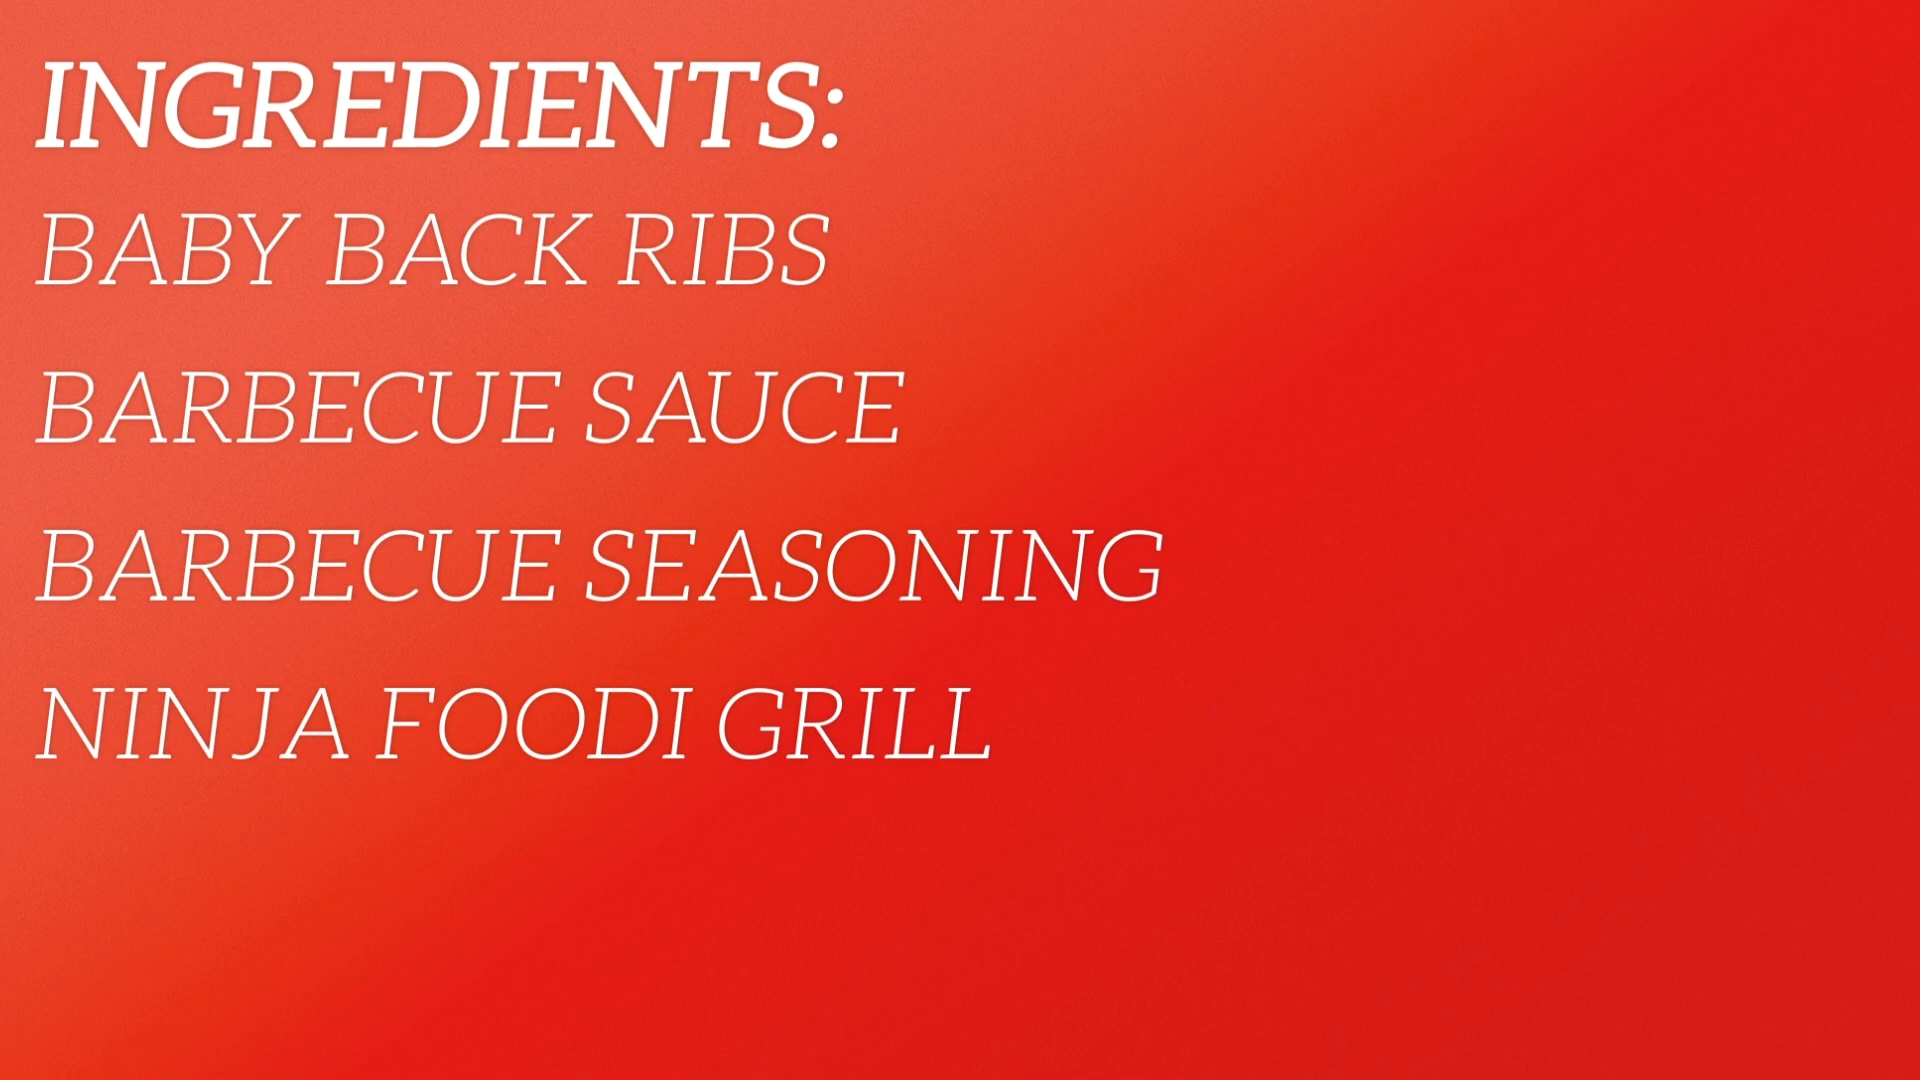 INGREDIENTS:
BABY BACK RIBS
BARBECUE SAUCE
BARBECUE SEASONING
NINJA FOODI GRILL